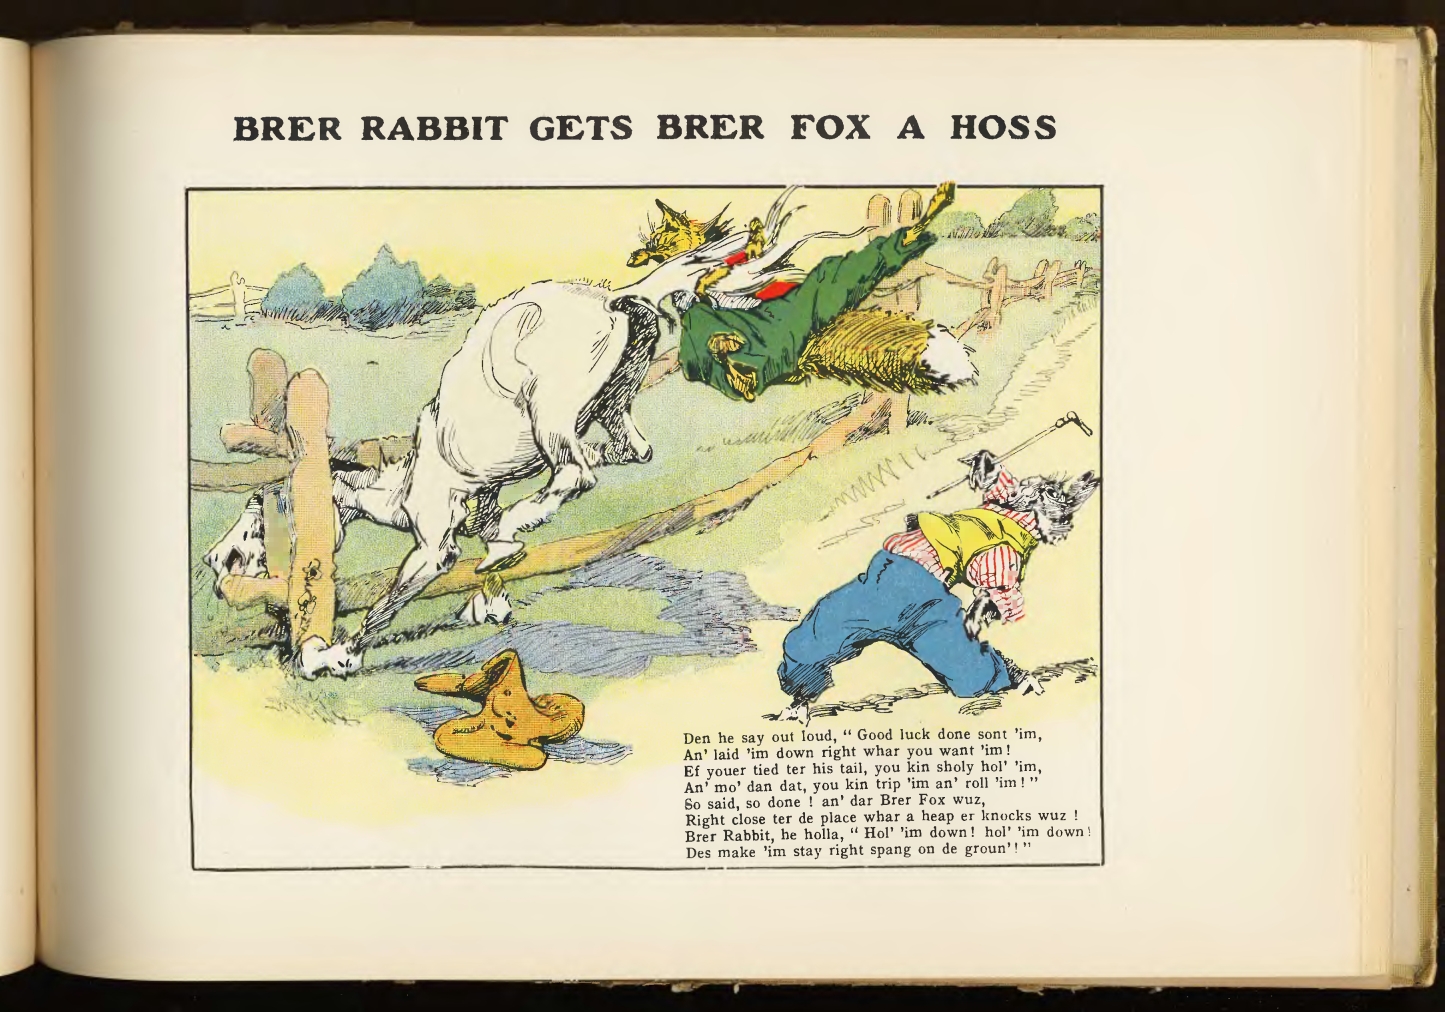 BRER RABBIT GETS BRER FOX A HOSS
Den he say out loud, “ Good luck done sont ’im,
An’ laid ’im down right whar you want ’im !
Ef youer tied ter his tail, you kin sholy hol’ ’im,
An’ mo’ dan dat, you kin trip ’im an’ roll ’im ! ”
So said, so done ! an’ dar Brer Fox wuz,
Right close ter de place whar a heap er knocks wuz !
Brer Rabbit, he holla, “ Hol’ ’im down ! hol’ ’im down !
Des make ’im stay right spang on de groun’ ! ”